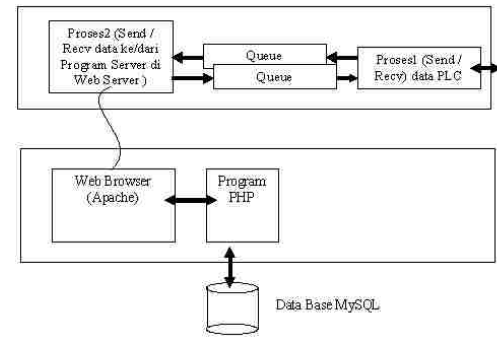 Proses2 (Send /
Recv data ke/dari
Program Server di
Web Server )
Queue
Queue
Proses1 (Send /
Recv) data PLC
Web Browser
(Apache)
Program
PHP
Data Base MySQL